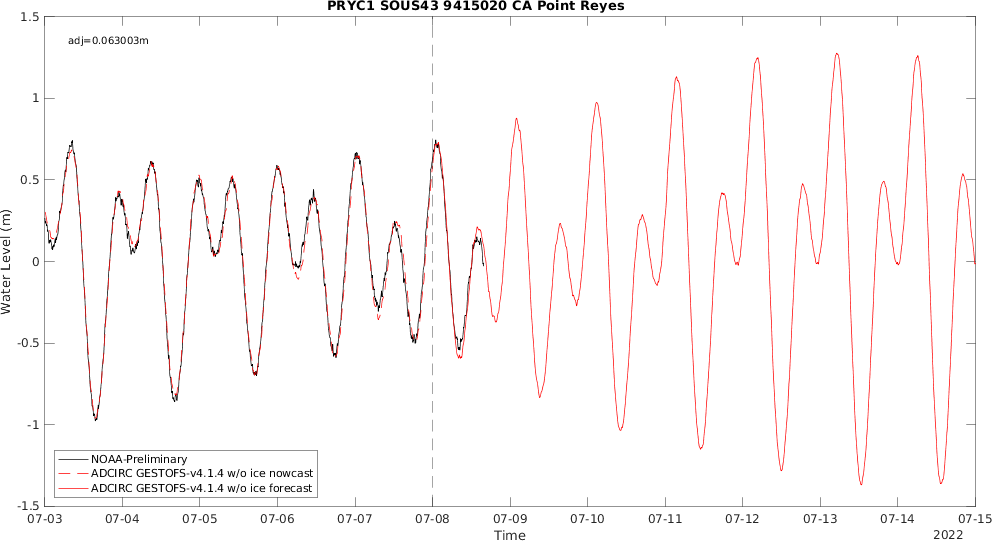 PRYC1 SOUS43 9415020 CA Point Reyes
adj=0.063003m
1.5
1
0.5
0
-0.5
-1
-1.5
Water Level (m)
NOAA-Preliminary
ADCIRC GESTOFS-v4.1.4 w/o ice nowcast
ADCIRC GESTOFS-v4.1.4 w/o ice forecast
07-03 07-04 07-05 07-06 07-07 07-08 07-09 07-10 07-11 07-12 07-13 07-14 07-15
Time
2022